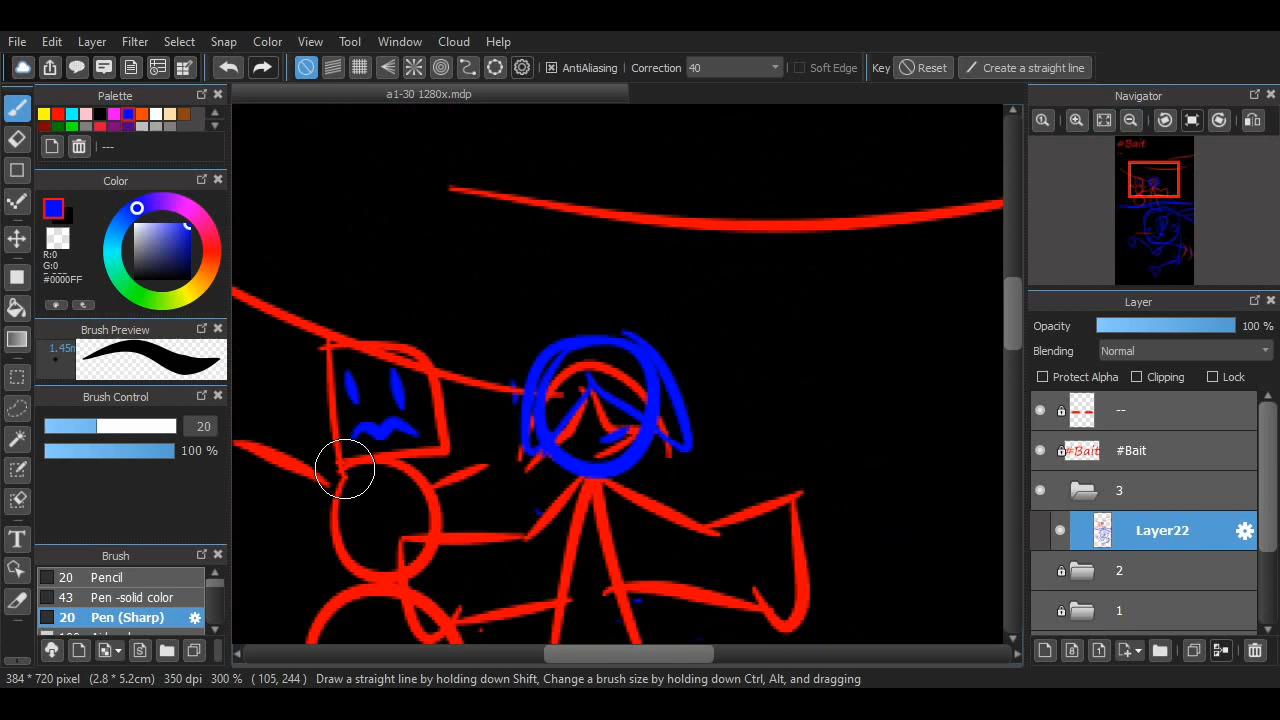 File Edit Layer Filter Select Snap Color View Tool Window Cloud Help
AntiAliasing Correction 40 Soft Edge Key Reset Create a straight line
Palette
a1-30 1280x.mdp
Navigator
---
#Bait
Color
R:0
G:0
#0000FF
Layer
Brush Preview
Opacity 100 %
1.45m
Blending Normal
Protect Alpha Clipping Lock
Brush Control
20
--
100 %
#Bait #Bait
3
Layer22
Brush
20 Pencil
2
43 Pen -solid color
20 Pen (Sharp)
1
384 * 720 pixel (2.8 * 5.2cm) 350 dpi 300 % ( 105, 244 ) Draw a straight line by holding down Shift, Change a brush size by holding down Ctrl, Alt, and dragging